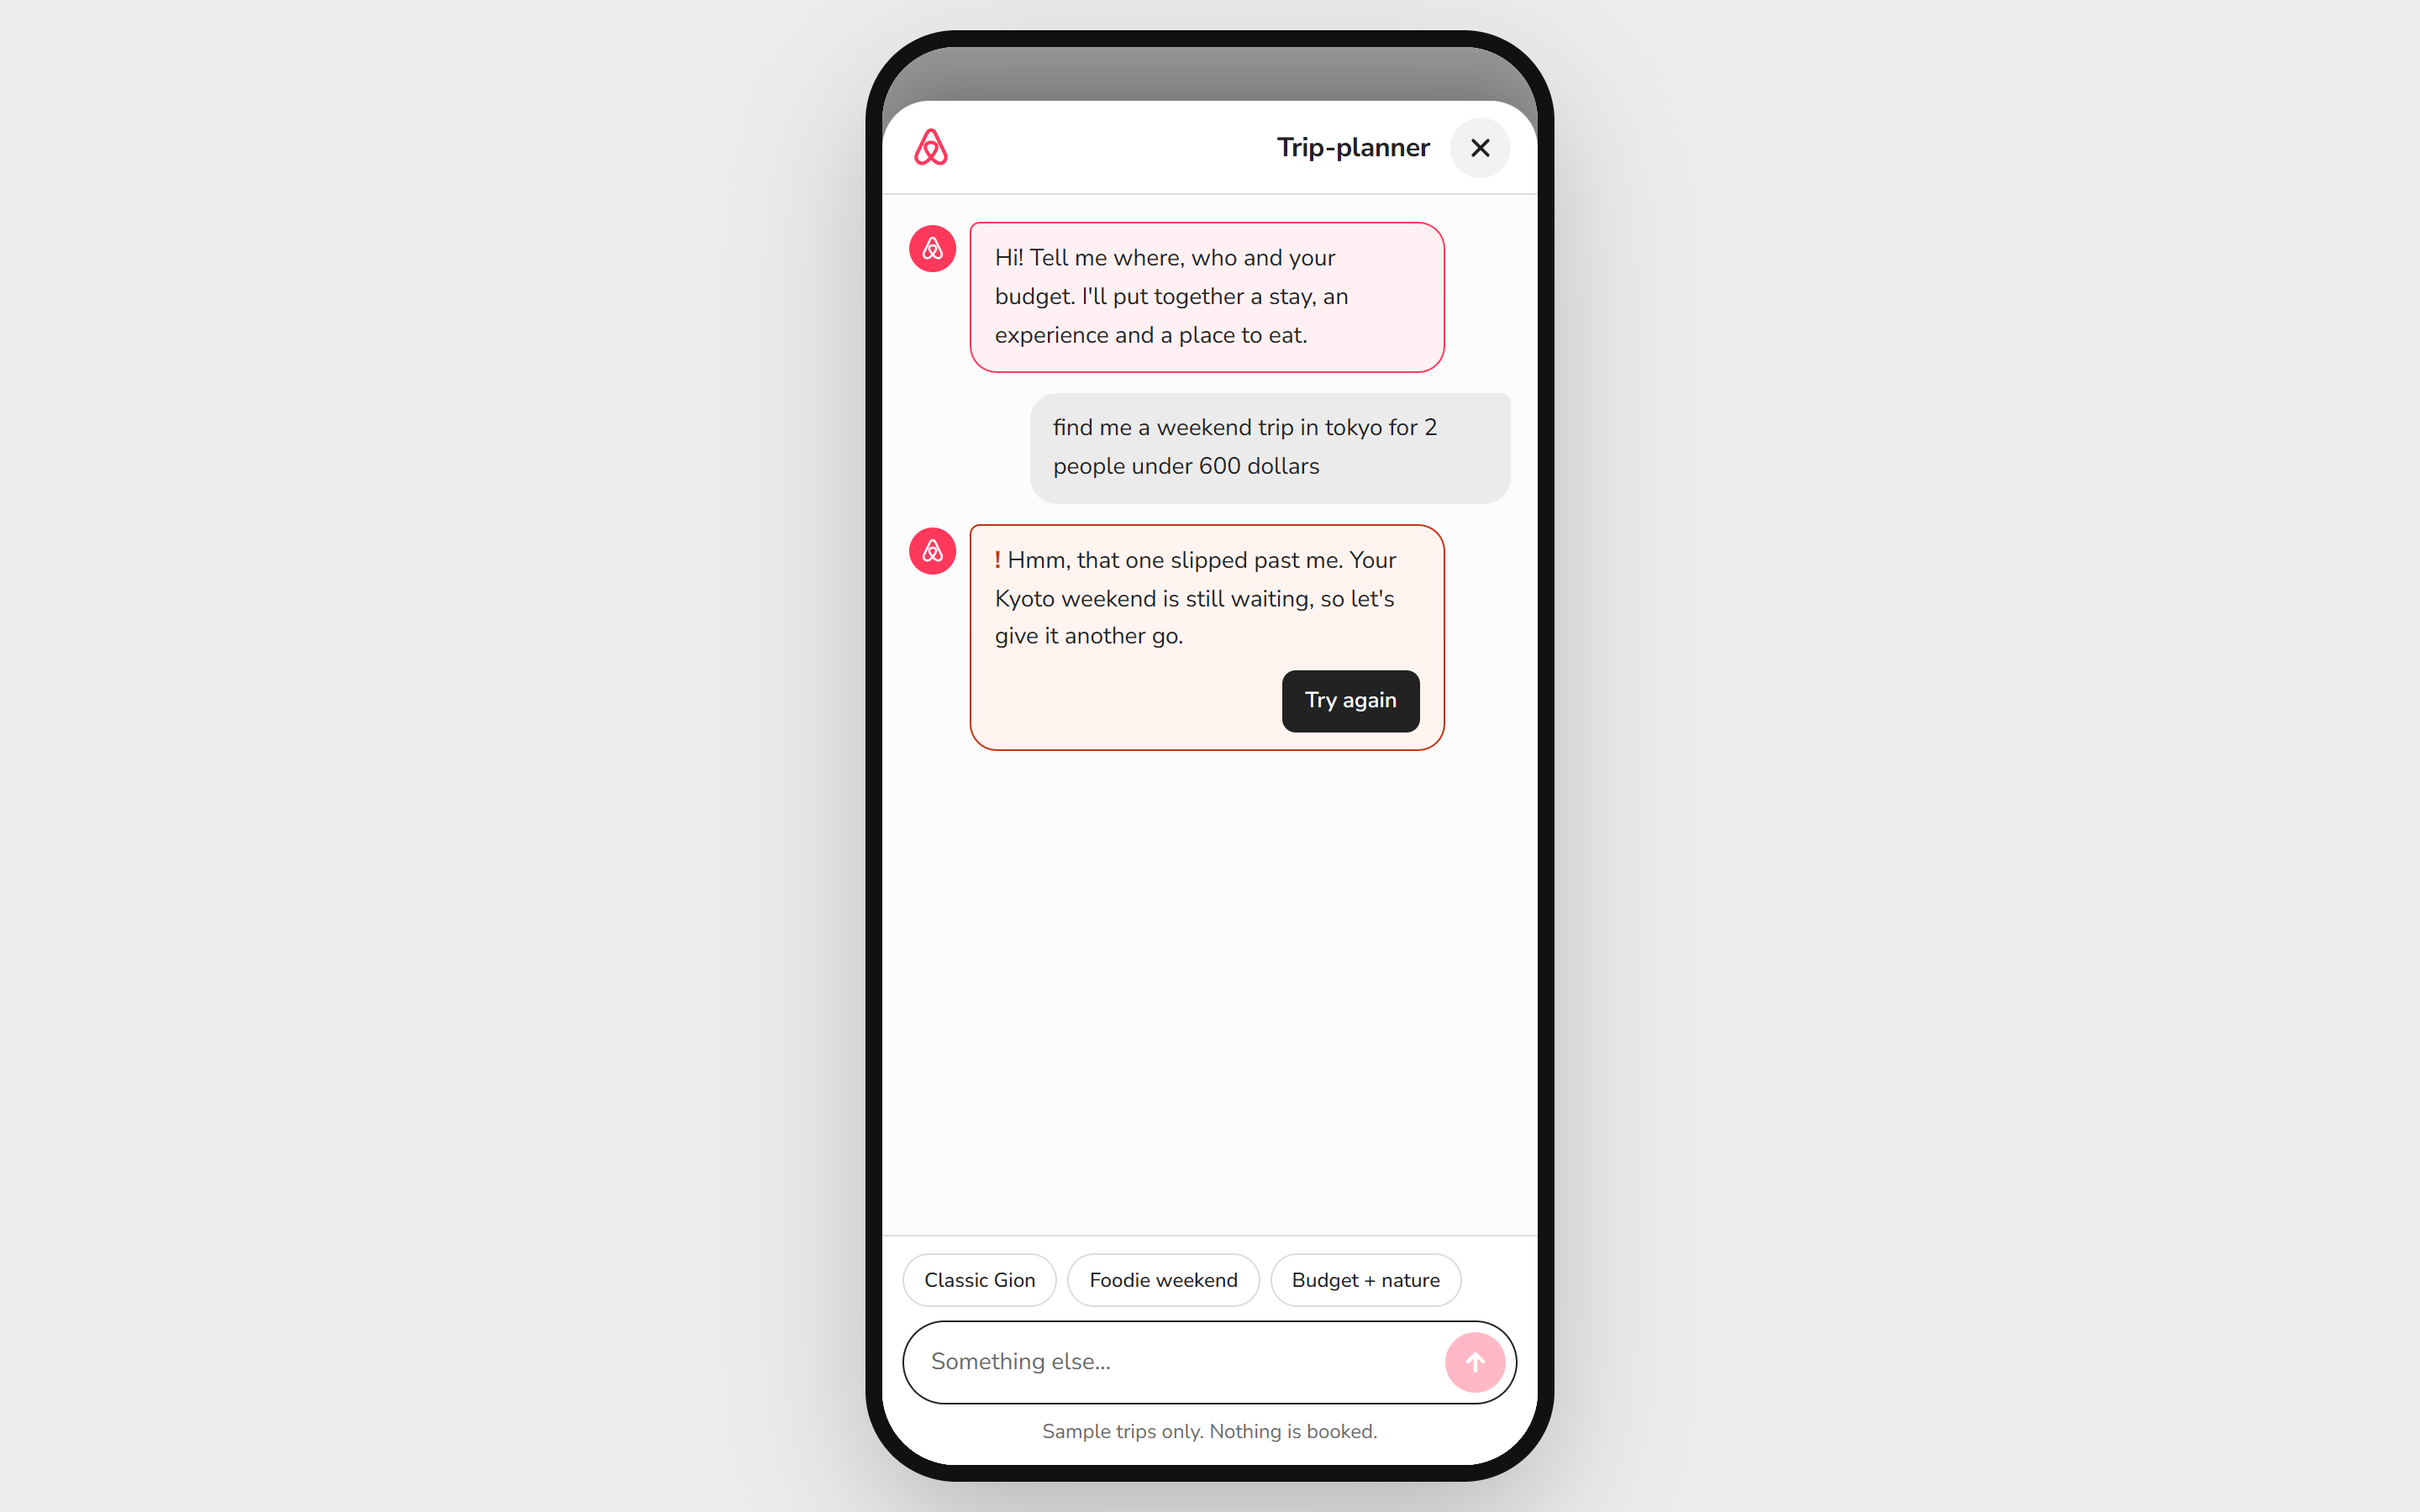 Trip-planner
Hi! Tell me where, who and your
budget. I'll put together a stay, an
experience and a place to eat.
find me a weekend trip in tokyo for 2
people under 600 dollars
! Hmm, that one slipped past me. Your
Kyoto weekend is still waiting, so let's
give it another go.
Try again
Classic Gion
Foodie weekend
Budget + nature
Something else...
Sample trips only. Nothing is booked.